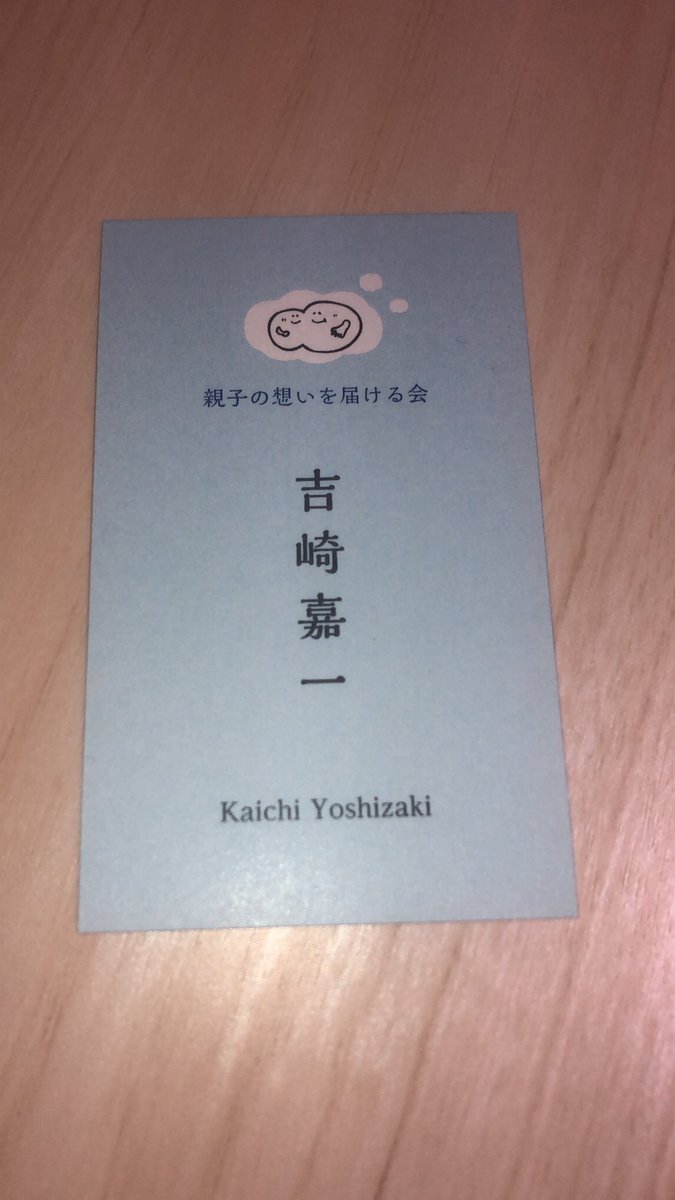 親子の想いを届ける会
吉崎嘉一
Kaichi Yoshizaki